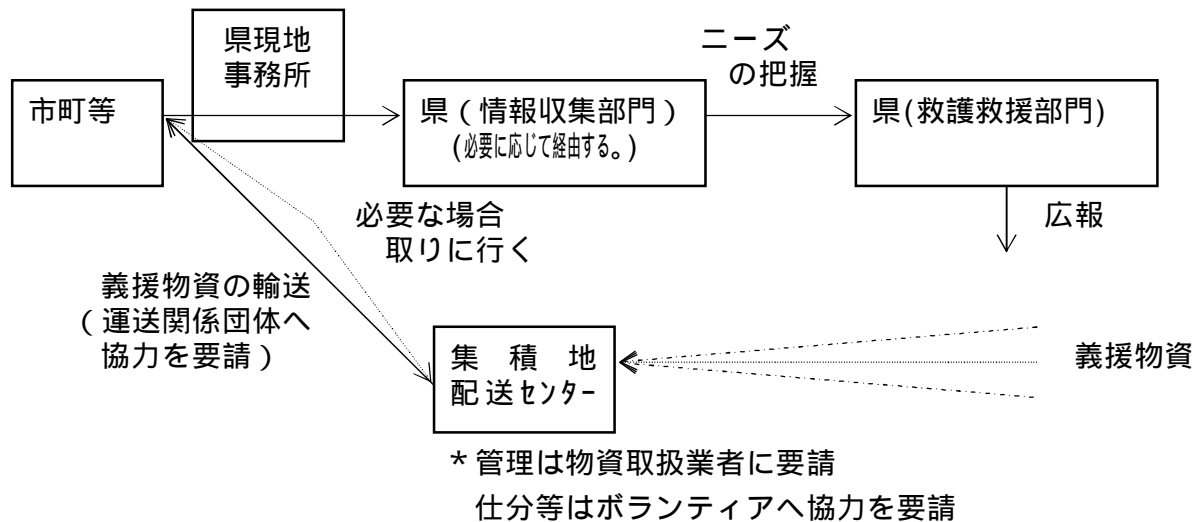 県現地
事務所
ニーズ
の把握
市町等
県（情報収集部門）
(必要に応じて経由する。)
県(救護救援部門)
必要な場合
取りに行く
広報
義援物資の輸送
（運送関係団体へ
協力を要請）
集　積　地
配送センター
義援物資
*管理は物資取扱業者に要請
仕分等はボランティアへ協力を要請